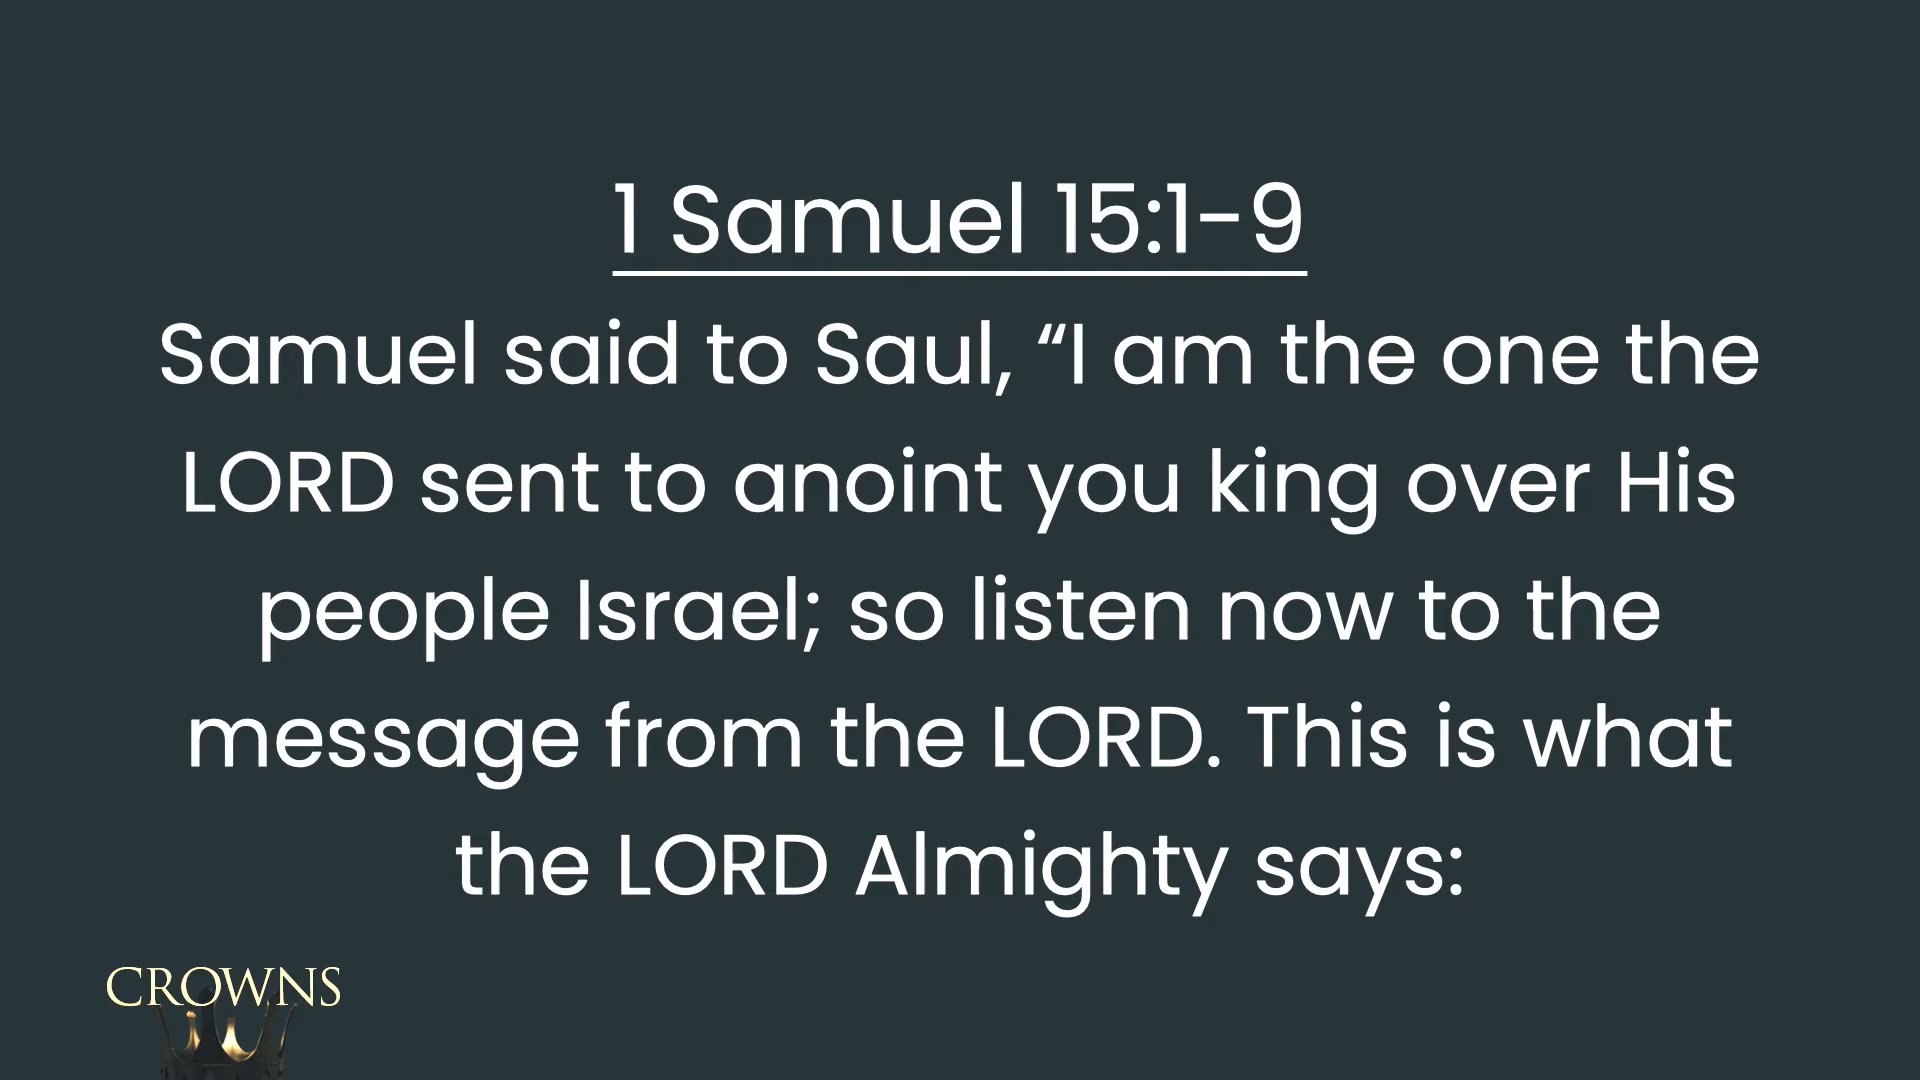 1 Samuel 15:1-9
Samuel said to Saul, “I am the one the
LORD sent to anoint you king over His
people Israel; so listen now to the
message from the LORD. This is what
the LORD Almighty says:
CROWNS